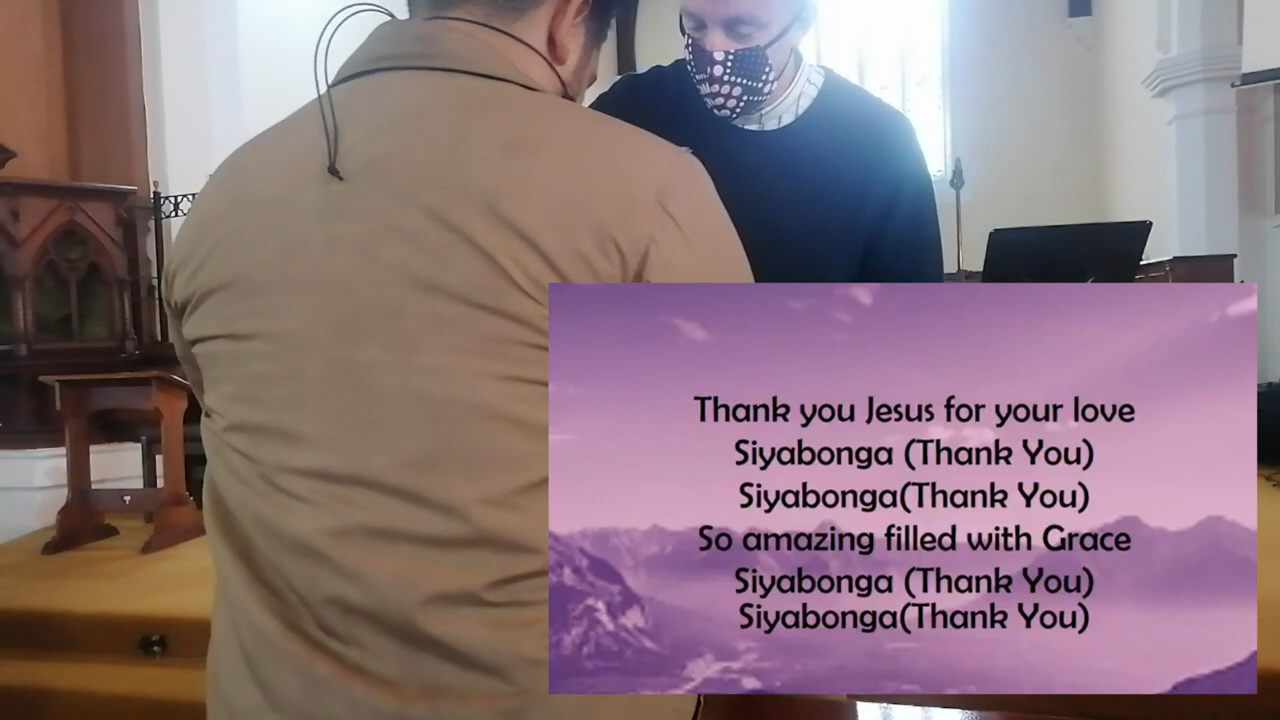 Thank you Jesus for your love
Siyabonga (Thank You)
Siyabonga(Thank You)
So amazing filled with Grace
Siyabonga (Thank You)
Siyabonga(Thank You)